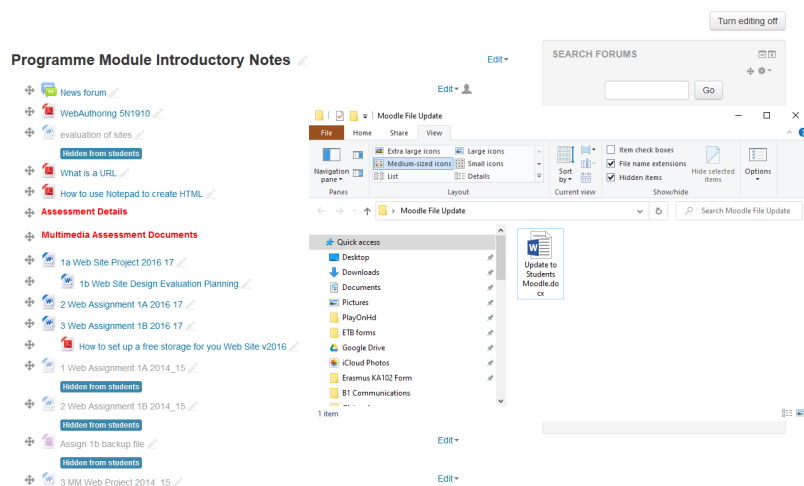 Turn editing off
Programme Module Introductory Notes
Edit
SEARCH FORUMS
News forum
Edit
Go
WebAuthoring 5N1910
evaluation of sites
Hidden from students
What is a URL
How to use Notepad to create HTML
Assessment Details
Multimedia Assessment Documents
1a Web Site Project 2016 17
1b Web Site Design Evaluation Planning
2 Web Assignment 1A 2016 17
3 Web Assignment 1B 2016 17
How to set up a free storage for you Web Site v2016
1 Web Assignment 1A 2014_15
Hidden from students
2 Web Assignment 1B 2014_15
Hidden from students
Assign 1b backup file
Edit
Hidden from students
3 MM Web Project 2014_15
Edit
Moodle File Update
File Home Share View
Navigation
pane
Panes
Extra large icons
Large icons
Medium-sized icons
Small icons
List
Details
Layout
Sort
by
Current view
Item check boxes
File name extensions
Hidden items
Hide selected
items
Show/hide
Options
Moodle File Update
Search Moodle File Update
Quick access
Desktop
Downloads
Documents
Pictures
PlayOnHd
ETB forms
Google Drive
iCloud Photos
Erasmus KA102 Form
B1 Communications
W
Update to
Students
Moodle.do
cx
1 item